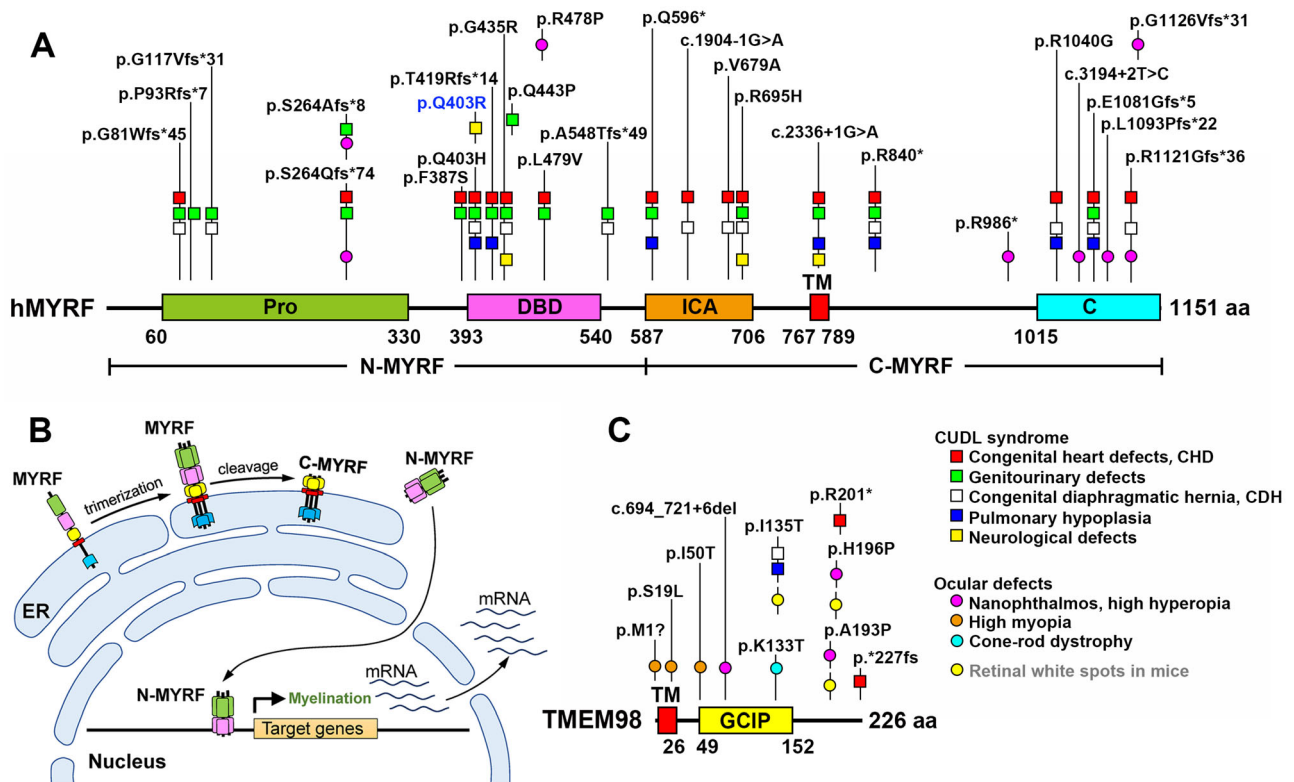 A
p.G117Vfs*31
p.P93Rfs*7
p.G81Wfs*45
p.S264Afs*8
p.S264Qfs*74
p.G435R
p.R478P
p.T419Rfs*14
p.Q403R
p.Q443P
p.A548Tfs*49
p.Q403H
p.F387S
p.L479V
p.Q596*
c.1904-1G>A
p.V679A
p.R695H
c.2336+1G>A
p.R840*
p.R986*
p.G1126Vfs*31
p.R1040G
c.3194+2T>C
p.E1081Gfs*5
p.L1093Pfs*22
p.R1121Gfs*36
TM
hMYRF Pro DBD ICA C 1151 aa
60 330 393 540 587 706 767 789 1015
N-MYRF C-MYRF
B
MYRF
MYRF
trimerization
cleavage
C-MYRF
N-MYRF
ER
mRNA
mRNA
N-MYRF
Myelination
Target genes
Nucleus
C
c.694_721+6del
p.R201*
p.I135T
p.I50T
p.H196P
p.S19L
p.M1?
p.K133T
p.A193P
p.*227fs
TM
TMEM98 GCIP 226 aa
26 49 152
CUDL syndrome
Congenital heart defects, CHD
Genitourinary defects
Congenital diaphragmatic hernia, CDH
Pulmonary hypoplasia
Neurological defects
Ocular defects
Nanophthalmos, high hyperopia
High myopia
Cone-rod dystrophy
Retinal white spots in mice